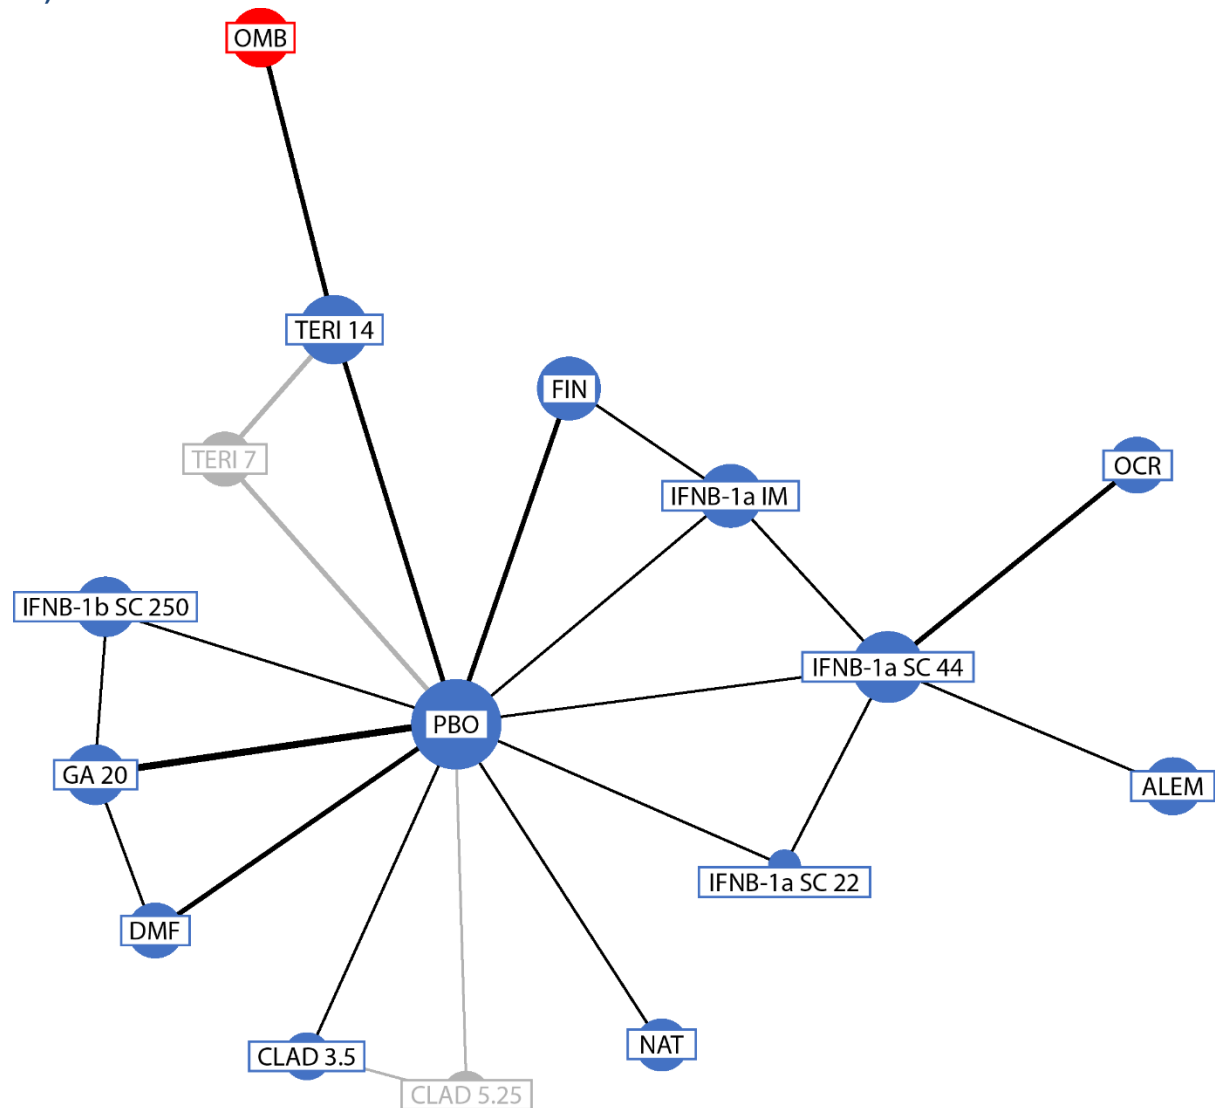 OMB
TERI 14
FIN
TERI 7
OCR
IFNB-1a IM
IFNB-1b SC 250
IFNB-1a SC 44
PBO
GA 20
ALEM
IFNB-1a SC 22
DMF
NAT
CLAD 3.5
CLAD 5.25